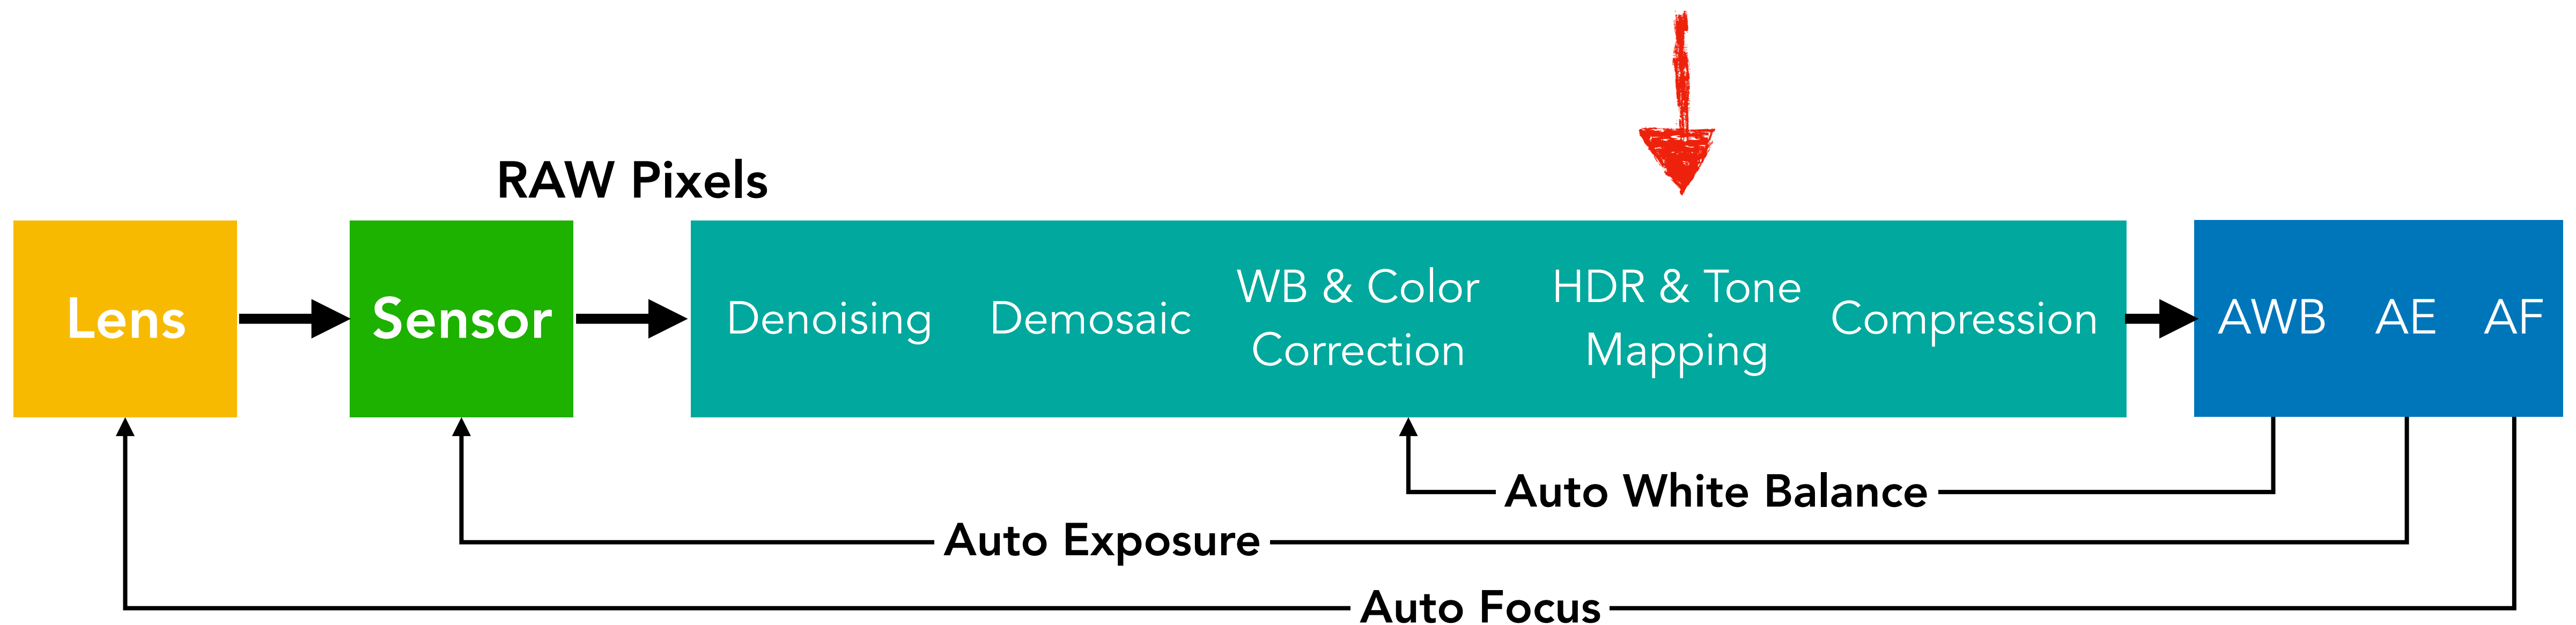 RAW Pixels
Lens
Sensor
Denoising
Demosaic
WB & Color
Correction
HDR & Tone
Mapping
Compression
AWB AE AF
Auto White Balance
Auto Exposure
Auto Focus